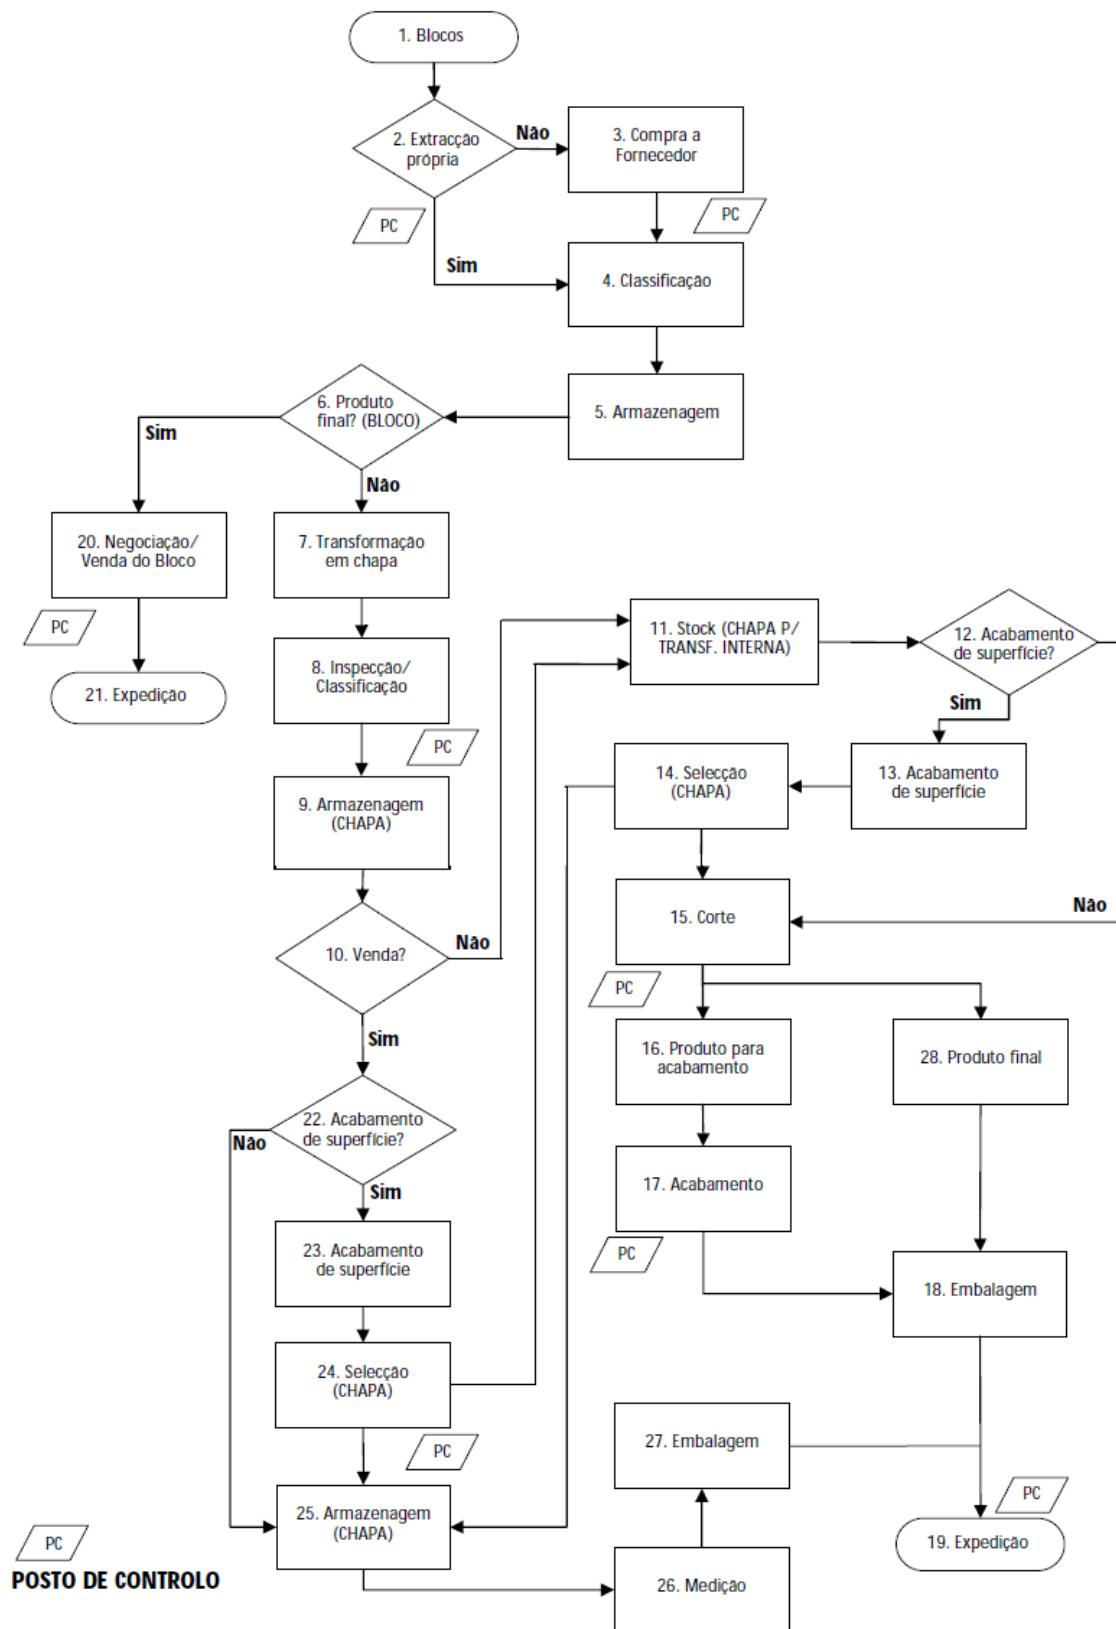 1. Blocos
2. Extracção
própria
Não
3. Compra a
Fornecedor
PC
PC
Sim
4. Classificação
5. Armazenagem
6. Produto
final? (BLOCO)
Sim
Não
20. Negociação/
Venda do Bloco
7. Transformação
em chapa
PC
21. Expedição
8. Inspecção/
Classificação
PC
11. Stock (CHAPA P/
TRANSF. INTERNA)
12. Acabamento
de superfície?
Sim
13. Acabamento
de superfície
14. Selecção
(CHAPA)
9. Armazenagem
(CHAPA)
15. Corte
Não
10. Venda?
Não
PC
Sim
16. Produto para
acabamento
28. Produto final
22. Acabamento
de superfície?
Não
Sim
17. Acabamento
PC
23. Acabamento
de superfície
18. Embalagem
24. Selecção
(CHAPA)
PC
27. Embalagem
PC
25. Armazenagem
(CHAPA)
19. Expedição
26. Medição
PC
POSTO DE CONTROLO